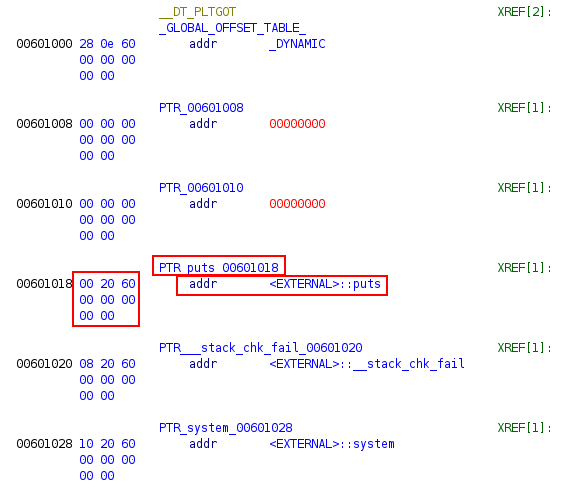 __DT_PLTGOT XREF[2]:
_GLOBAL_OFFSET_TABLE_
00601000 28 0e 60 addr _DYNAMIC
00 00 00
00 00
PTR_00601008 XREF[1]:
00601008 00 00 00 addr 00000000
00 00 00
00 00
PTR_00601010 XREF[1]:
00601010 00 00 00 addr 00000000
00 00 00
00 00
PTR_puts_00601018 XREF[1]:
00601018 00 20 60 addr <EXTERNAL>::puts
00 00 00
00 00
PTR___stack_chk_fail_00601020 XREF[1]:
00601020 08 20 60 addr <EXTERNAL>::__stack_chk_fail
00 00 00
00 00
PTR_system_00601028 XREF[1]:
00601028 10 20 60 addr <EXTERNAL>::system
00 00 00
00 00